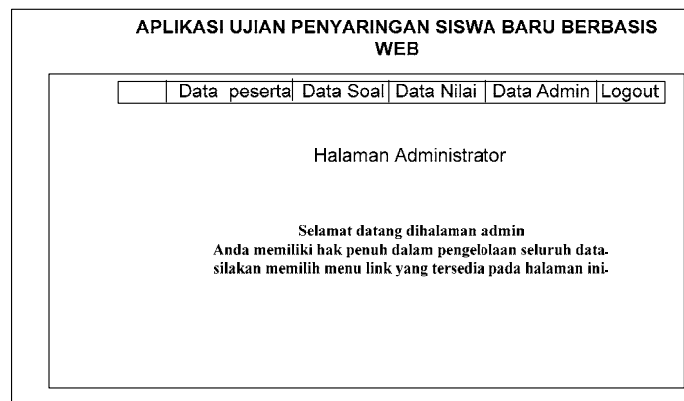 APLIKASI UJIAN PENYARINGAN SISWA BARU BERBASIS
WEB
Data peserta Data Soal Data Nilai Data Admin Logout
Halaman Administrator
Selamat datang dihalaman admin
Anda memiliki hak penuh dalam pengelolaan seluruh data.
silakan memilih menu link yang tersedia pada halaman ini.